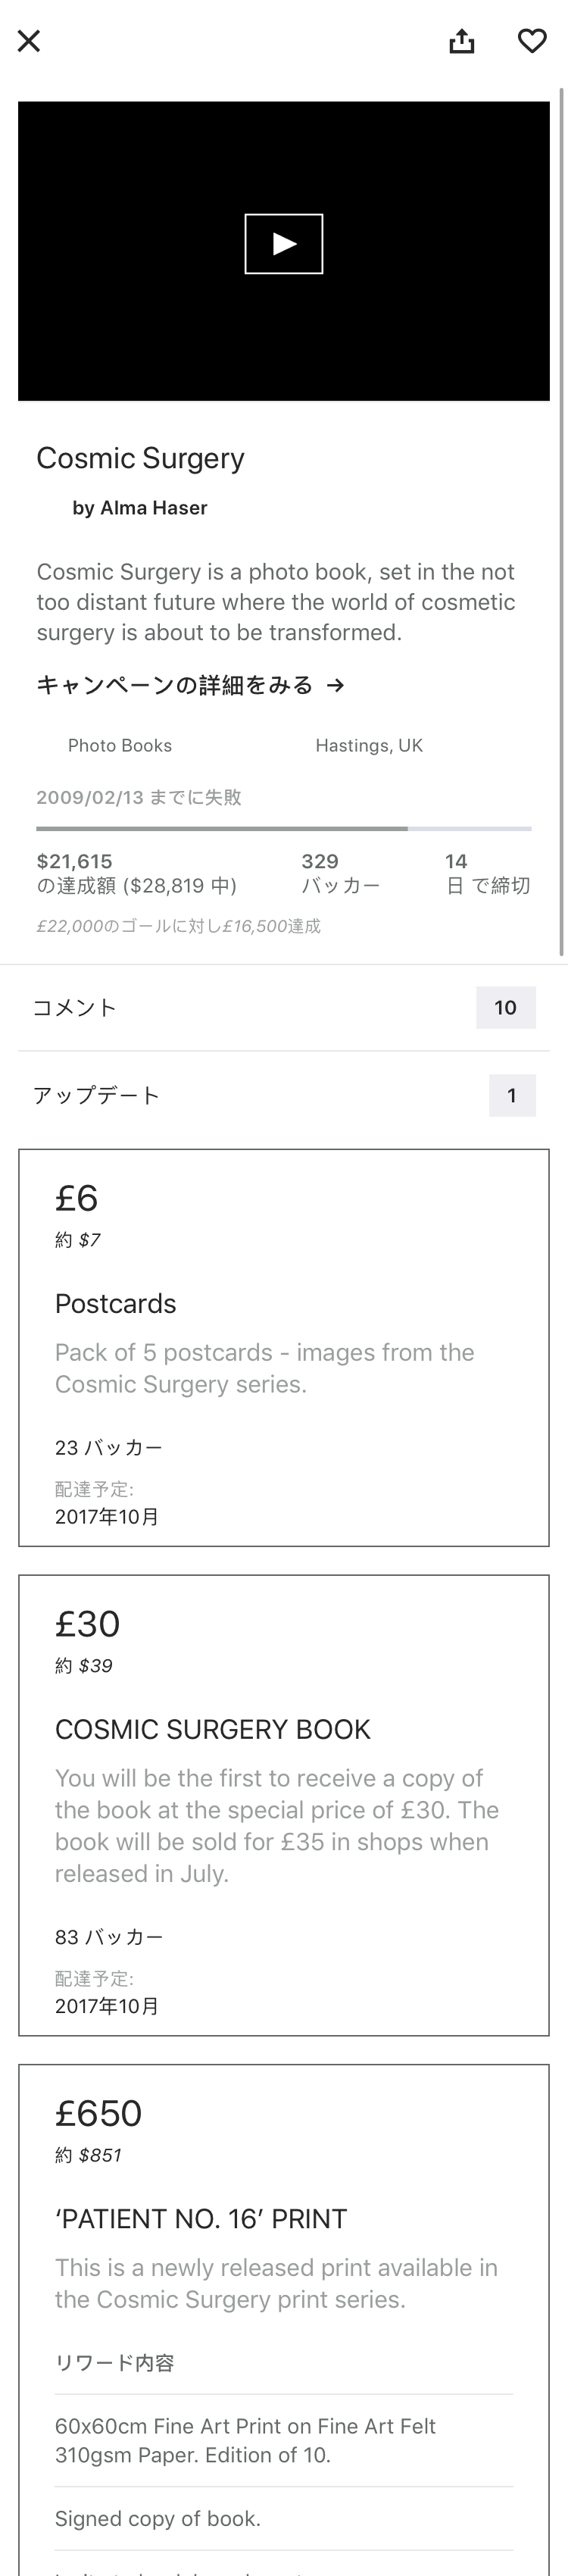 Cosmic Surgery
by Alma Haser
Cosmic Surgery is a photo book, set in the not
too distant future where the world of cosmetic
surgery is about to be transformed.
キャンペーンの詳細をみる →
Photo Books
Hastings, UK
2009/02/13 までに失敗
$21,615
の達成額 ($28,819 中)
329
バッカー
14
日 で締切
£22,000のゴールに対し£16,500達成
コメント
10
アップデート
1
£6
約 $7
Postcards
Pack of 5 postcards - images from the
Cosmic Surgery series.
23 バッカー
配達予定:
2017年10月
£30
約 $39
COSMIC SURGERY BOOK
You will be the first to receive a copy of
the book at the special price of £30. The
book will be sold for £35 in shops when
released in July.
83 バッカー
配達予定:
2017年10月
£650
約 $851
‘PATIENT NO. 16’ PRINT
This is a newly released print available in
the Cosmic Surgery print series.
リワード内容
60x60cm Fine Art Print on Fine Art Felt
310gsm Paper. Edition of 10.
Signed copy of book.